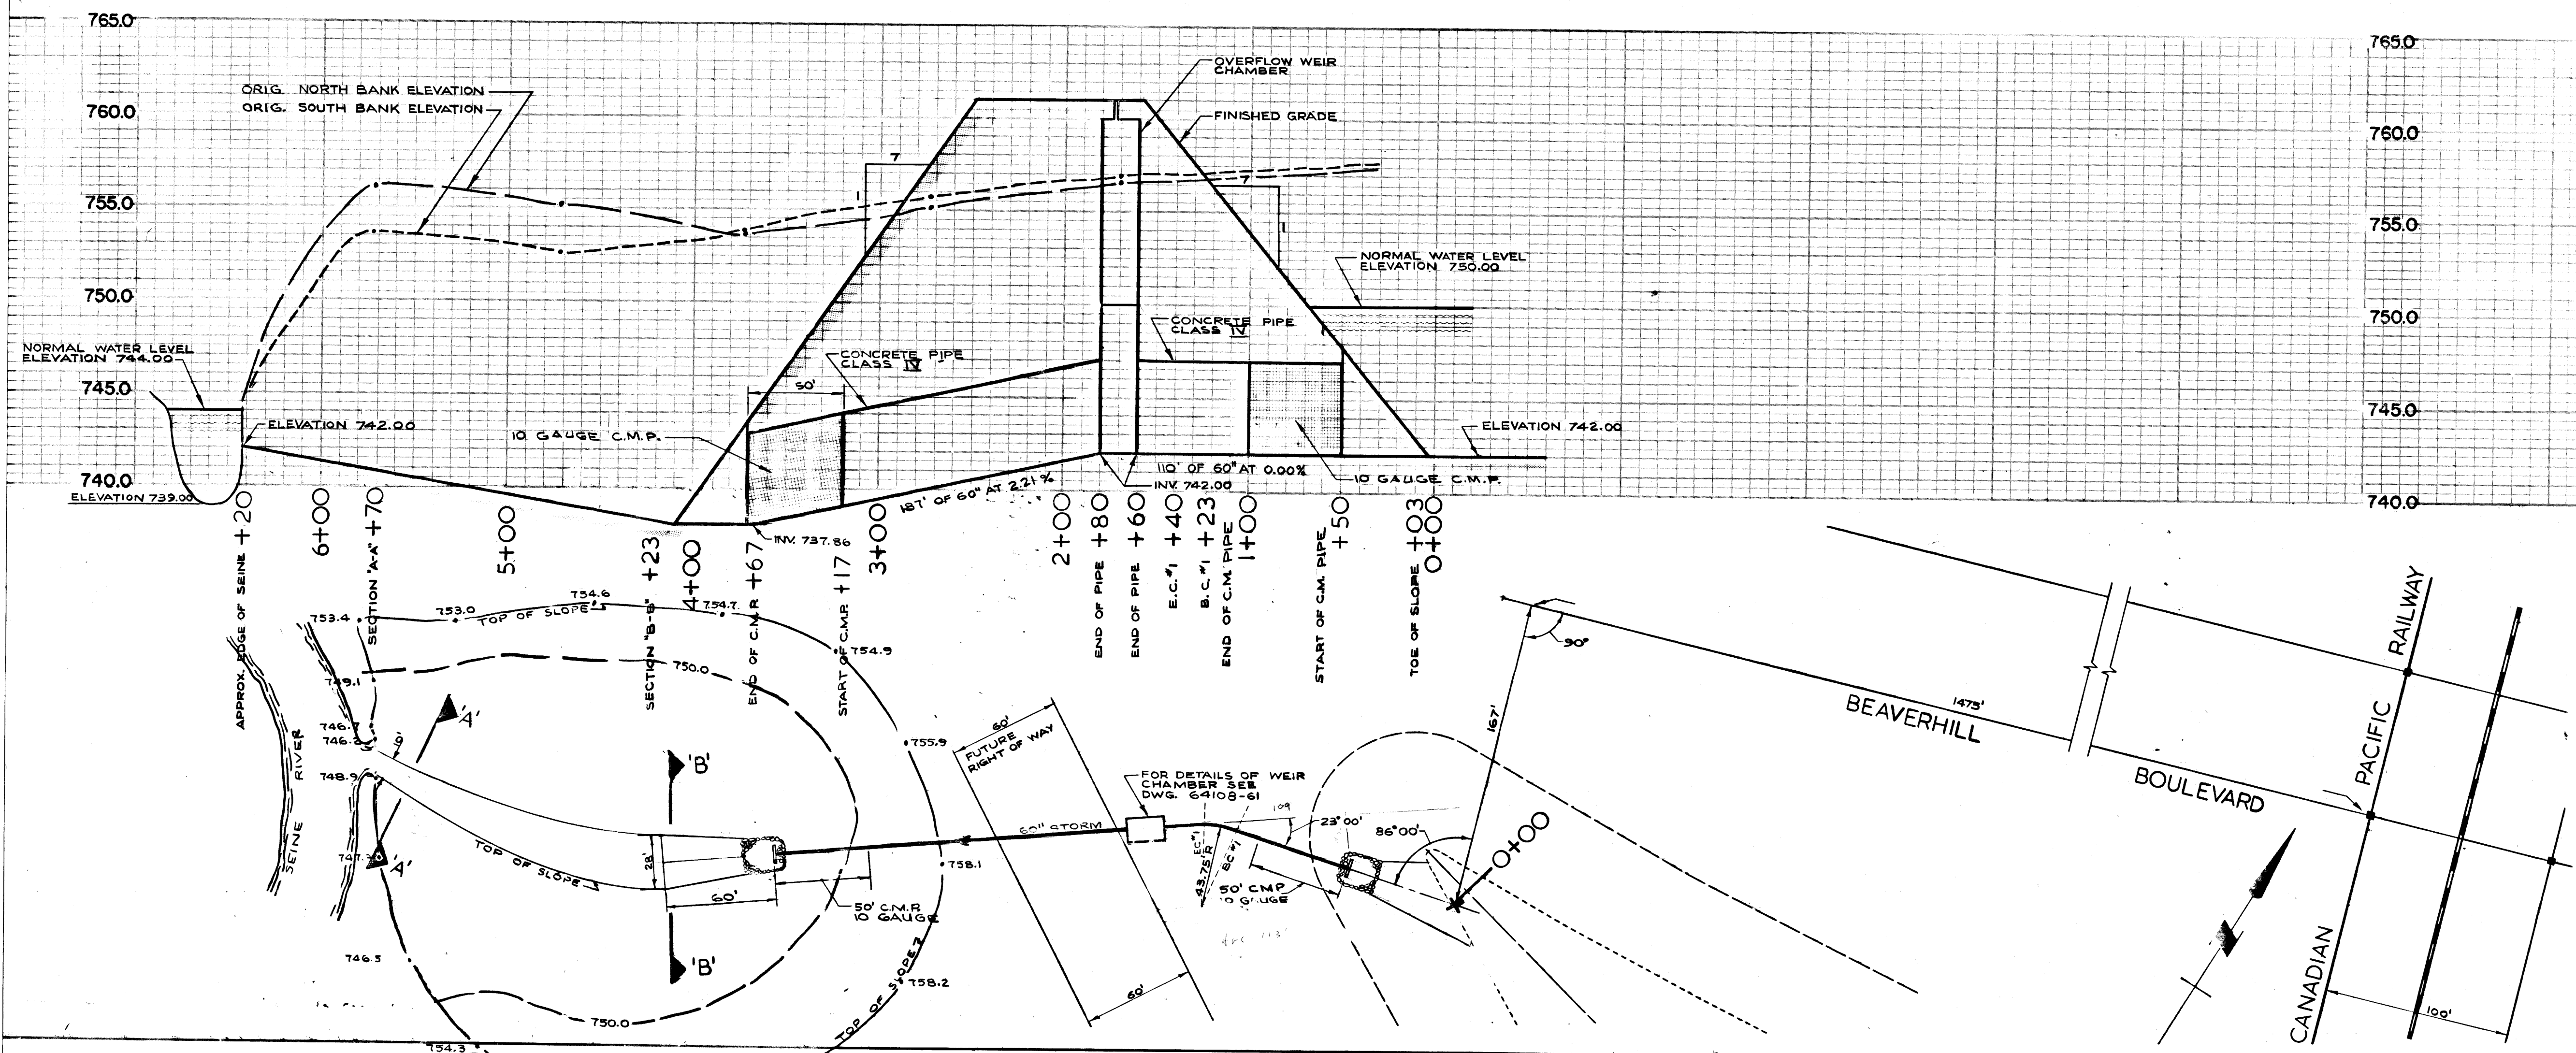 765.0
760.0
755.0
750.0
745.0
740.0
765.0
760.0
755.0
750.0
745.0
740.0
ORIG. NORTH BANK ELEVATION
ORIG. SOUTH BANK ELEVATION
OVERFLOW WEIR
CHAMBER
FINISHED GRADE
7
1
7
1
NORMAL WATER LEVEL
ELEVATION 750.00
NORMAL WATER LEVEL
ELEVATION 744.00
CONCRETE PIPE
CLASS IV
CONCRETE PIPE
CLASS IV
50'
ELEVATION 742.00
10 GAUGE C.M.P.
ELEVATION 742.00
ELEVATION 739.00
187' OF 60" AT 2.21%
110' OF 60" AT 0.00%
INV. 742.00
10 GAUGE C.M.P.
INV. 737.86
APPROX. EDGE OF SEINE +20
6+00
SECTION "A-A" +70
5+00
SECTION "B-B" +23
4+00
END OF C.M.P. +67
START OF C.M.P. +17
3+00
2+00
END OF PIPE +80
END OF PIPE +60
E.C. #1 +40
B.C. #1 +23
END OF C.M. PIPE
1+00
START OF C.M. PIPE +50
TOE OF SLOPE +03
0+00
753.4
753.0
TOP OF SLOPE
754.6
754.7
754.9
749.1
750.0
746.7
746.2
9'
'A'
748.9
SEINE RIVER
'A'
'B'
755.9
60'
FUTURE
RIGHT OF WAY
FOR DETAILS OF WEIR
CHAMBER SEE
DWG. 64108-61
60" STORM
109
23°00'
86°00'
0+00
EC#1
43.75'R
BC#1
50' CMP
10 GAUGE
TOP OF SLOPE
28'
60'
50' C.M.P.
10 GAUGE
758.1
'B'
758.2
TOP OF SLOPE
60'
746.5
750.0
754.3
90°
167'
1475'
BEAVERHILL
BOULEVARD
CANADIAN
PACIFIC
RAILWAY
100'